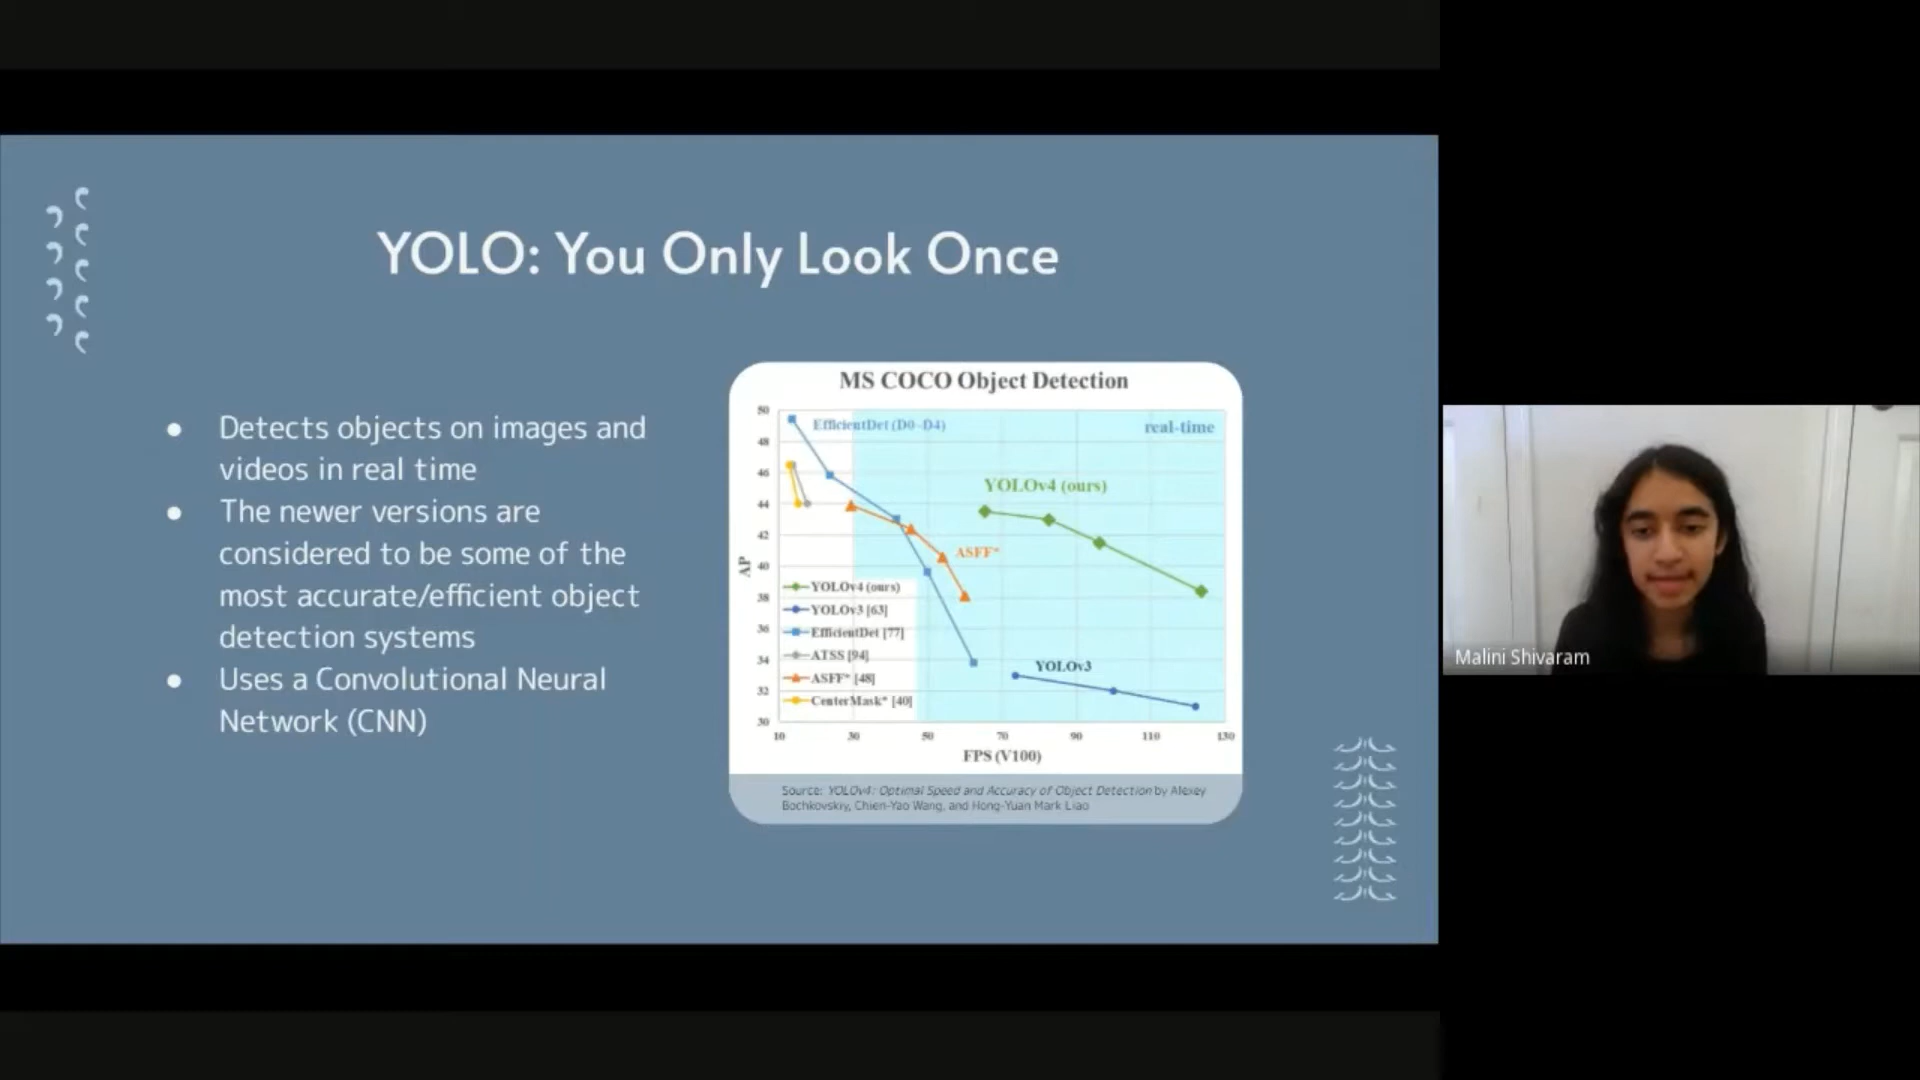 YOLO: You Only Look Once
● Detects objects on images and
videos in real time
● The newer versions are
considered to be some of the
most accurate/efficient object
detection systems
● Uses a Convolutional Neural
Network (CNN)
MS COCO Object Detection
EfficientDet (D0~D4)
real-time
YOLOv4 (ours)
ASFF*
YOLOv3
AP
50
48
46
44
42
40
38
36
34
32
30
YOLOv4 (ours)
YOLOv3 [63]
EfficientDet [77]
ATSS [94]
ASFF* [48]
CenterMask* [40]
10 30 50 70 90 110 130
FPS (V100)
Source: YOLOv4: Optimal Speed and Accuracy of Object Detection by Alexey
Bochkovskiy, Chien-Yao Wang, and Hong-Yuan Mark Liao
Malini Shivaram